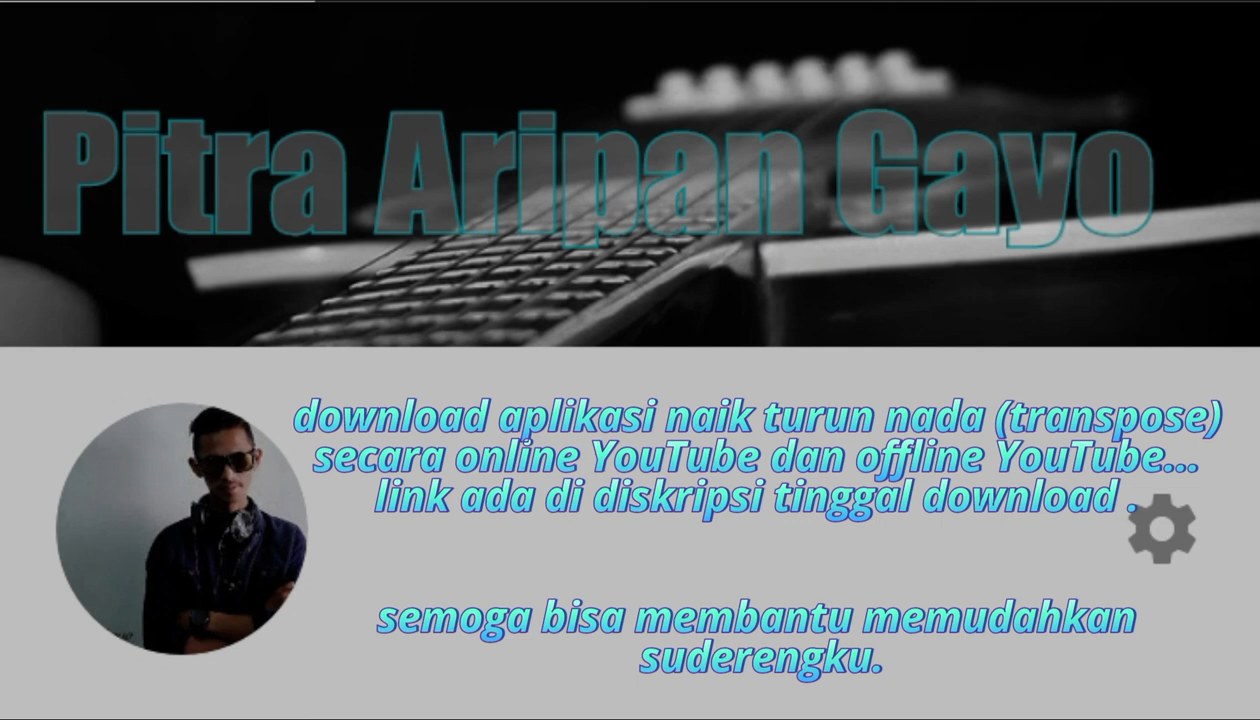 Pitra Aripan Gayo
download aplikasi naik turun nada (transpose)
secara online YouTube dan offline YouTube...
link ada di diskripsi tinggal download .
semoga bisa membantu memudahkan
suderengku.